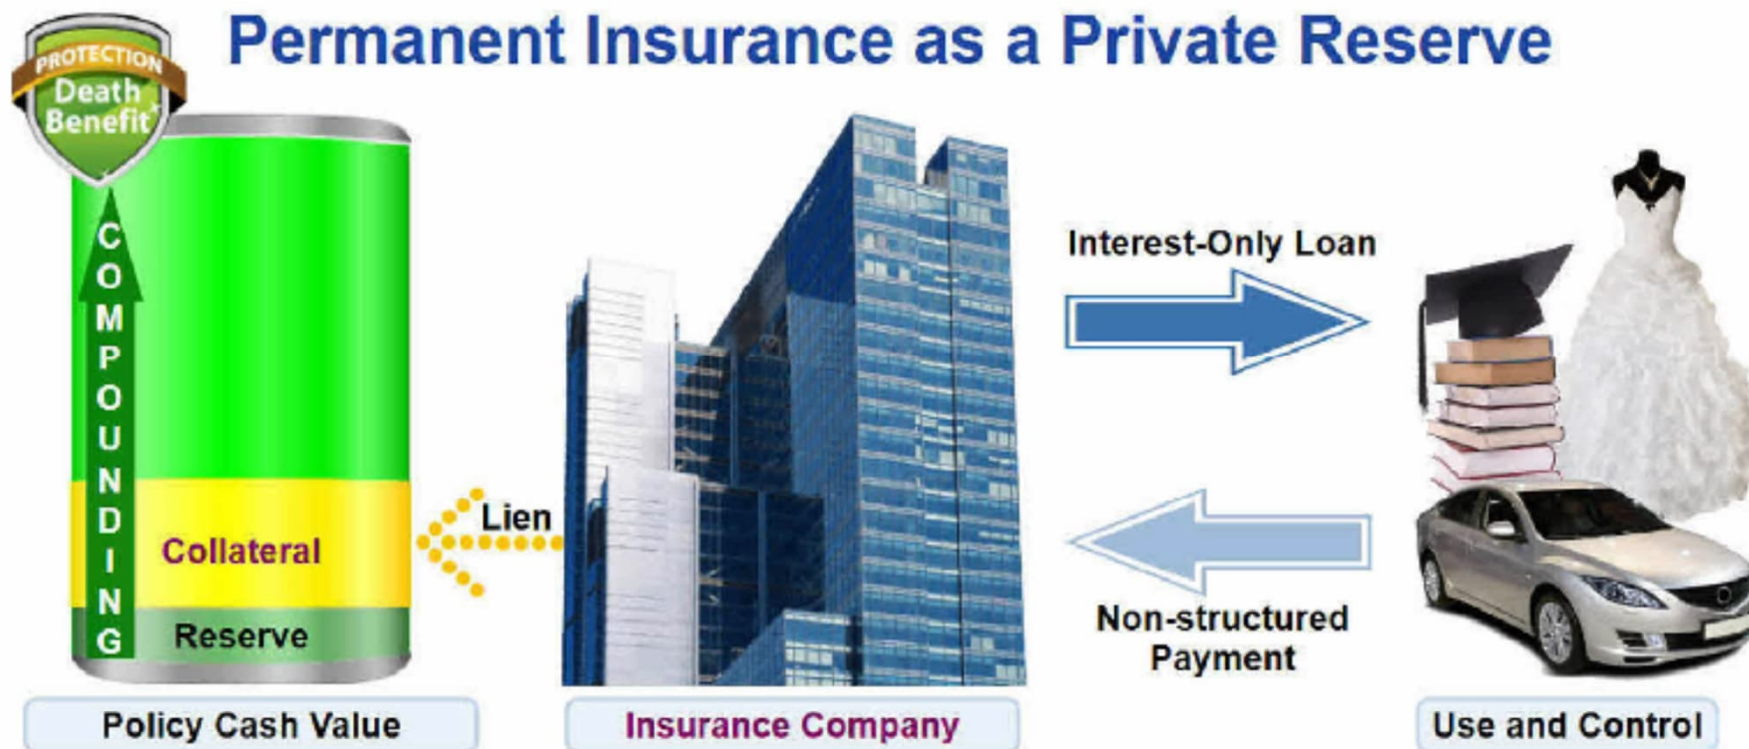 Permanent Insurance as a Private Reserve
PROTECTION
Death
Benefit
COMPOUNDING
Collateral
Reserve
Lien
Interest-Only Loan
Non-structured
Payment
Policy Cash Value
Insurance Company
Use and Control